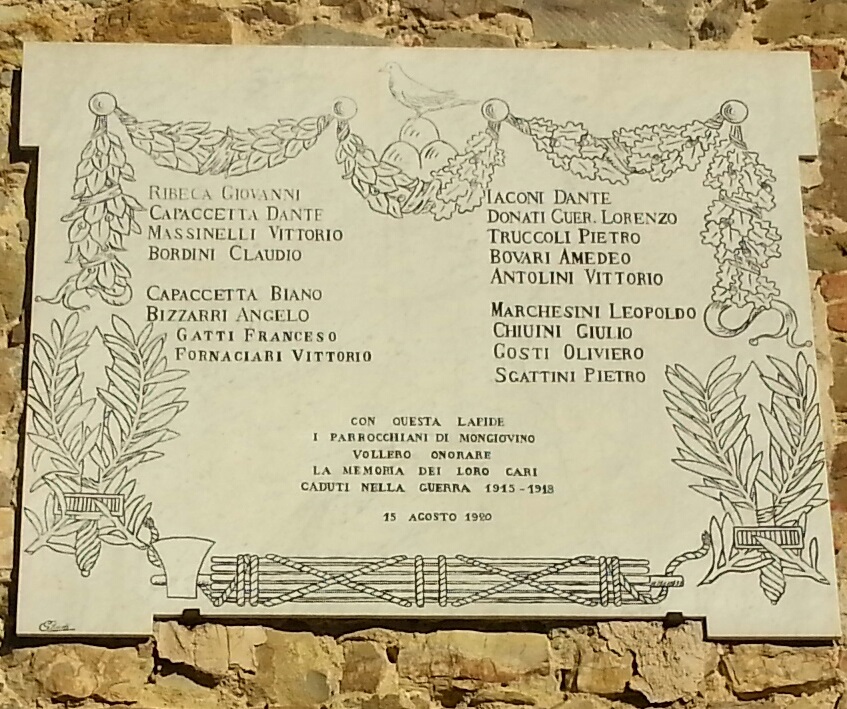 RIBECA GIOVANNI
CAPACCETTA DANTE
MASSINELLI VITTORIO
BORDINI CLAUDIO
CAPACCETTA BIANO
BIZZARRI ANGELO
GATTI FRANCESO
FORNACIARI VITTORIO
IACONI DANTE
DONATI GUER. LORENZO
TRUCCOLI PIETRO
BOVARI AMEDEO
ANTOLINI VITTORIO
MARCHESINI LEOPOLDO
CHIUINI GIULIO
GOSTI OLIVIERO
SGATTINI PIETRO
CON QUESTA LAPIDE
I PARROCCHIANI DI MONGIOVINO
VOLLERO ONORARE
LA MEMORIA DEI LORO CARI
CADUTI NELLA GUERRA 1915-1918
15 AGOSTO 1920